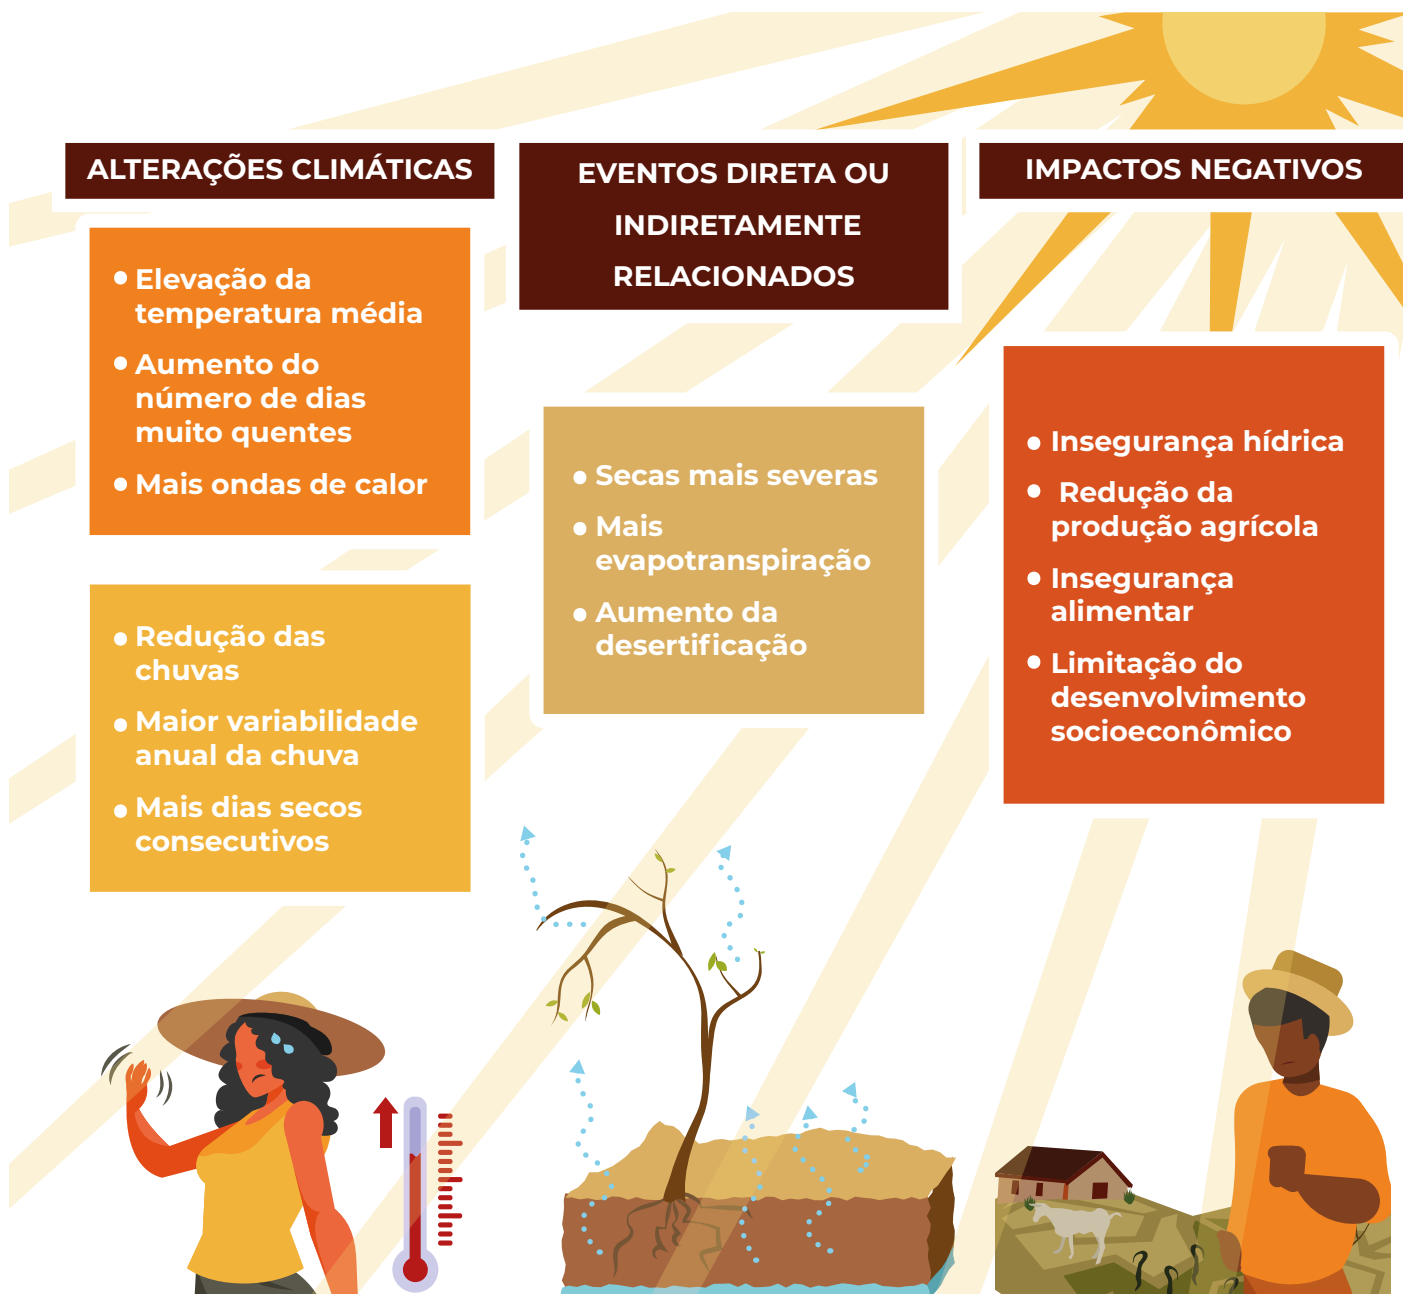 ALTERAÇÕES CLIMÁTICAS
• Elevação da
temperatura média
• Aumento do
número de dias
muito quentes
• Mais ondas de calor
• Redução das
chuvas
• Maior variabilidade
anual da chuva
• Mais dias secos
consecutivos
EVENTOS DIRETA OU
INDIRETAMENTE
RELACIONADOS
• Secas mais severas
• Mais
evapotranspiração
• Aumento da
desertificação
IMPACTOS NEGATIVOS
• Insegurança hídrica
• Redução da
produção agrícola
• Insegurança
alimentar
• Limitação do
desenvolvimento
socioeconômico